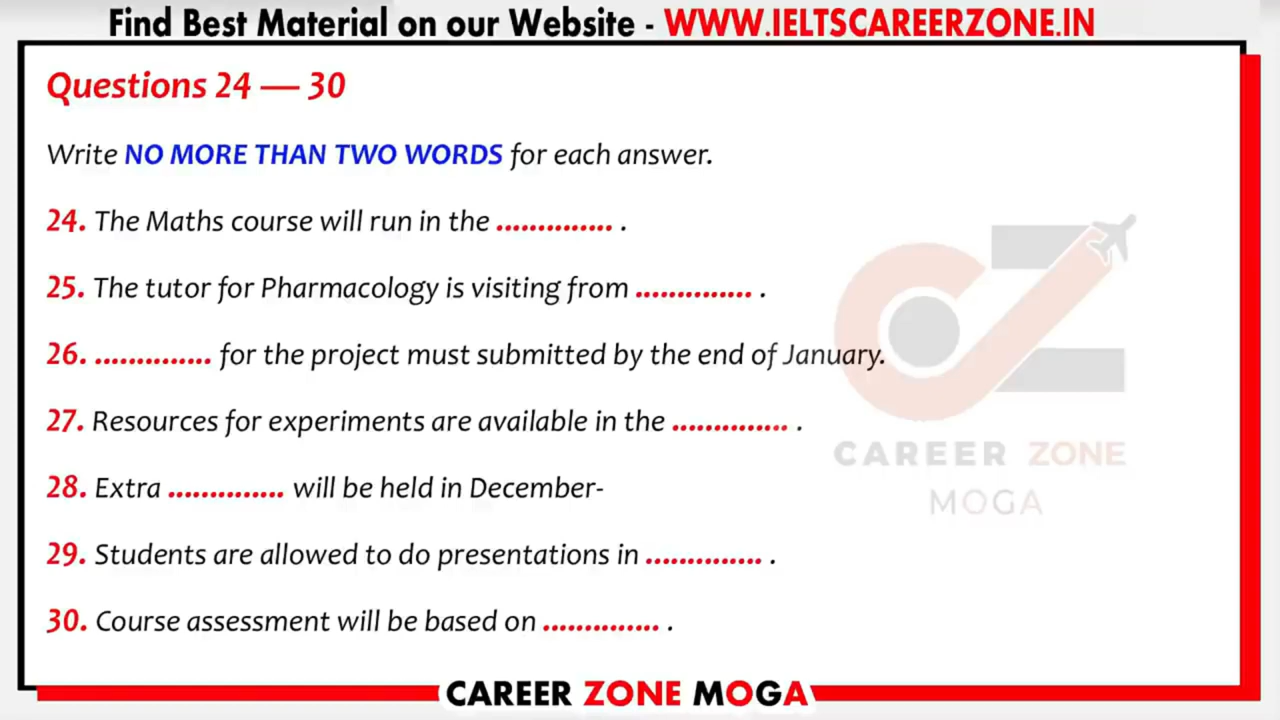 Find Best Material on our Website - WWW.IELTSCAREERZONE.IN
Questions 24 — 30
Write NO MORE THAN TWO WORDS for each answer.
24. The Maths course will run in the .............. .
25. The tutor for Pharmacology is visiting from .............. .
26. .............. for the project must submitted by the end of January.
27. Resources for experiments are available in the .............. .
28. Extra .............. will be held in December-
29. Students are allowed to do presentations in .............. .
30. Course assessment will be based on .............. .
CAREER ZONE
MOGA
CAREER ZONE MOGA